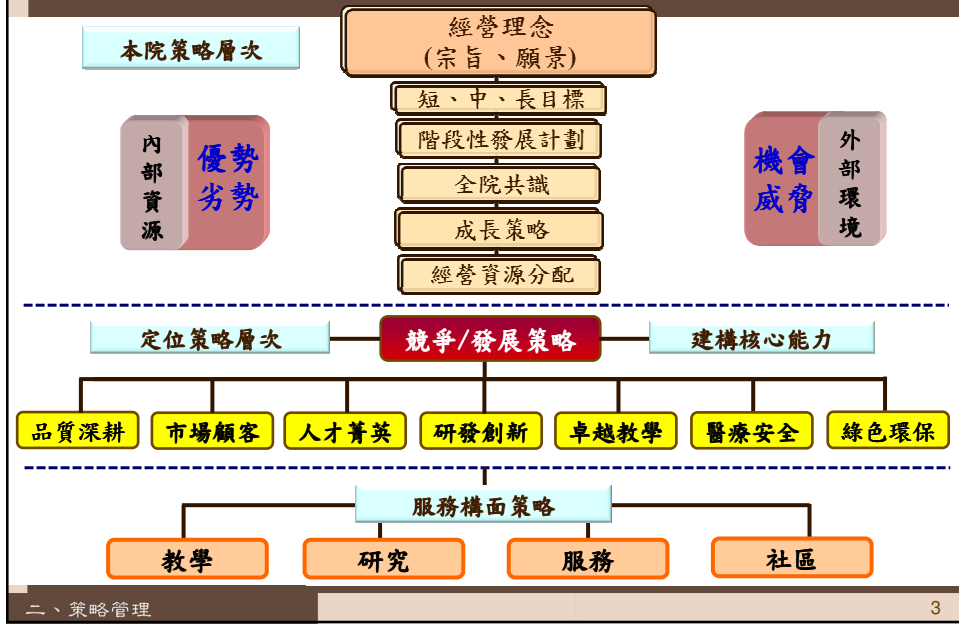 經營理念
(宗旨、願景)
本院策略層次
短、中、長目標
階段性發展計劃
全院共識
成長策略
經營資源分配
內部資源
優勢
劣勢
機會
威脅
外部環境
定位策略層次
競爭/發展策略
建構核心能力
品質深耕
市場顧客
人才菁英
研發創新
卓越教學
醫療安全
綠色環保
服務構面策略
教學
研究
服務
社區
二、策略管理
3